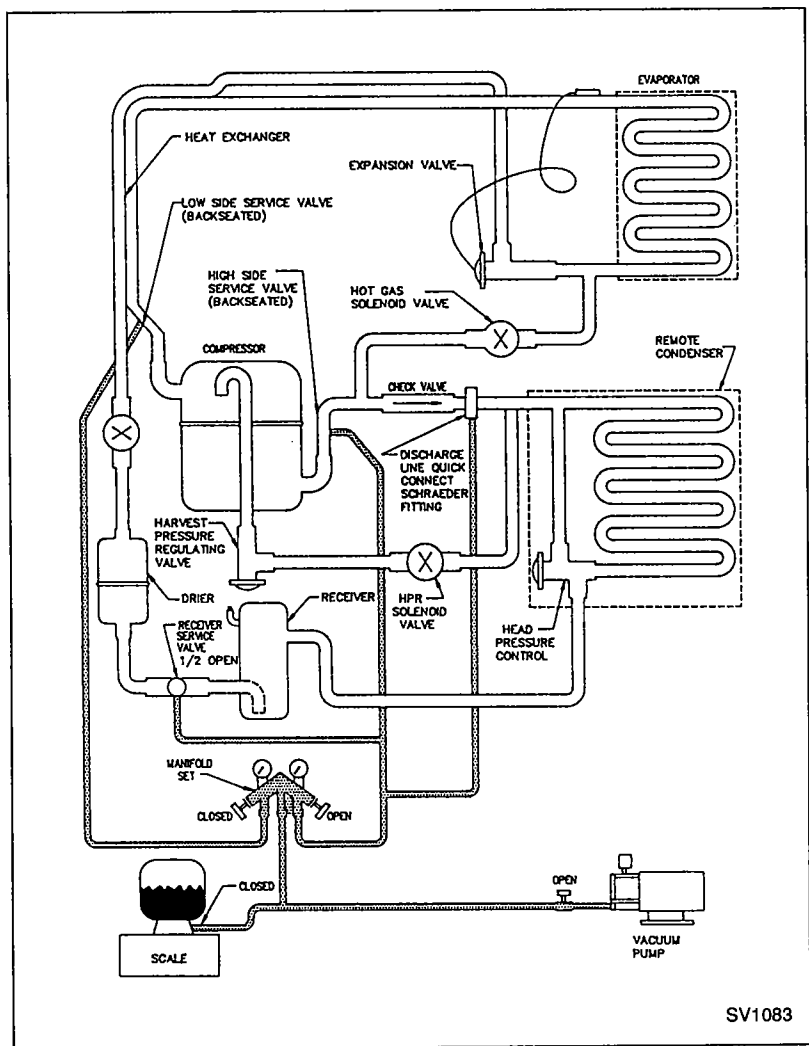 EVAPORATOR
HEAT EXCHANGER
EXPANSION VALVE
LOW SIDE SERVICE VALVE
(BACKSEATED)
HIGH SIDE
SERVICE VALVE
(BACKSEATED)
HOT GAS
SOLENOID VALVE
REMOTE
CONDENSER
COMPRESSOR
CHECK VALVE
DISCHARGE
LINE QUICK
CONNECT
SCHRAEDER
FITTING
HARVEST
PRESSURE
REGULATING
VALVE
DRIER
RECEIVER
HPR
SOLENOID
VALVE
RECEIVER
SERVICE
VALVE
1/2 OPEN
HEAD
PRESSURE
CONTROL
MANIFOLD
SET
CLOSED
OPEN
CLOSED
OPEN
SCALE
VACUUM
PUMP
SV1083